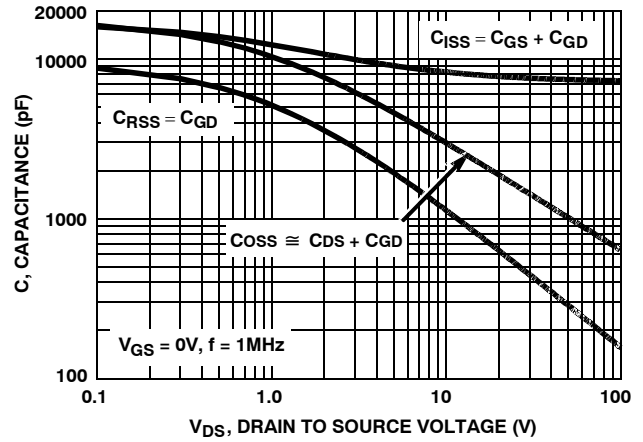 20000
10000
1000
100
C, CAPACITANCE (pF)
CISS = CGS + CGD
CRSS = CGD
COSS ≅ CDS + CGD
VGS = 0V, f = 1MHz
0.1
1.0
10
100
VDS, DRAIN TO SOURCE VOLTAGE (V)